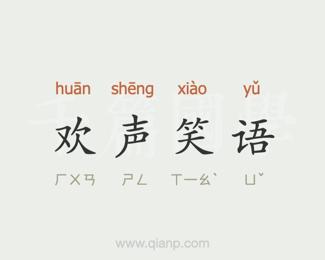 huān shēng xiào yǔ
欢声笑语
ㄏㄨㄢ ㄕㄥ ㄒㄧㄠˋ ㄩˇ
www.qianp.com